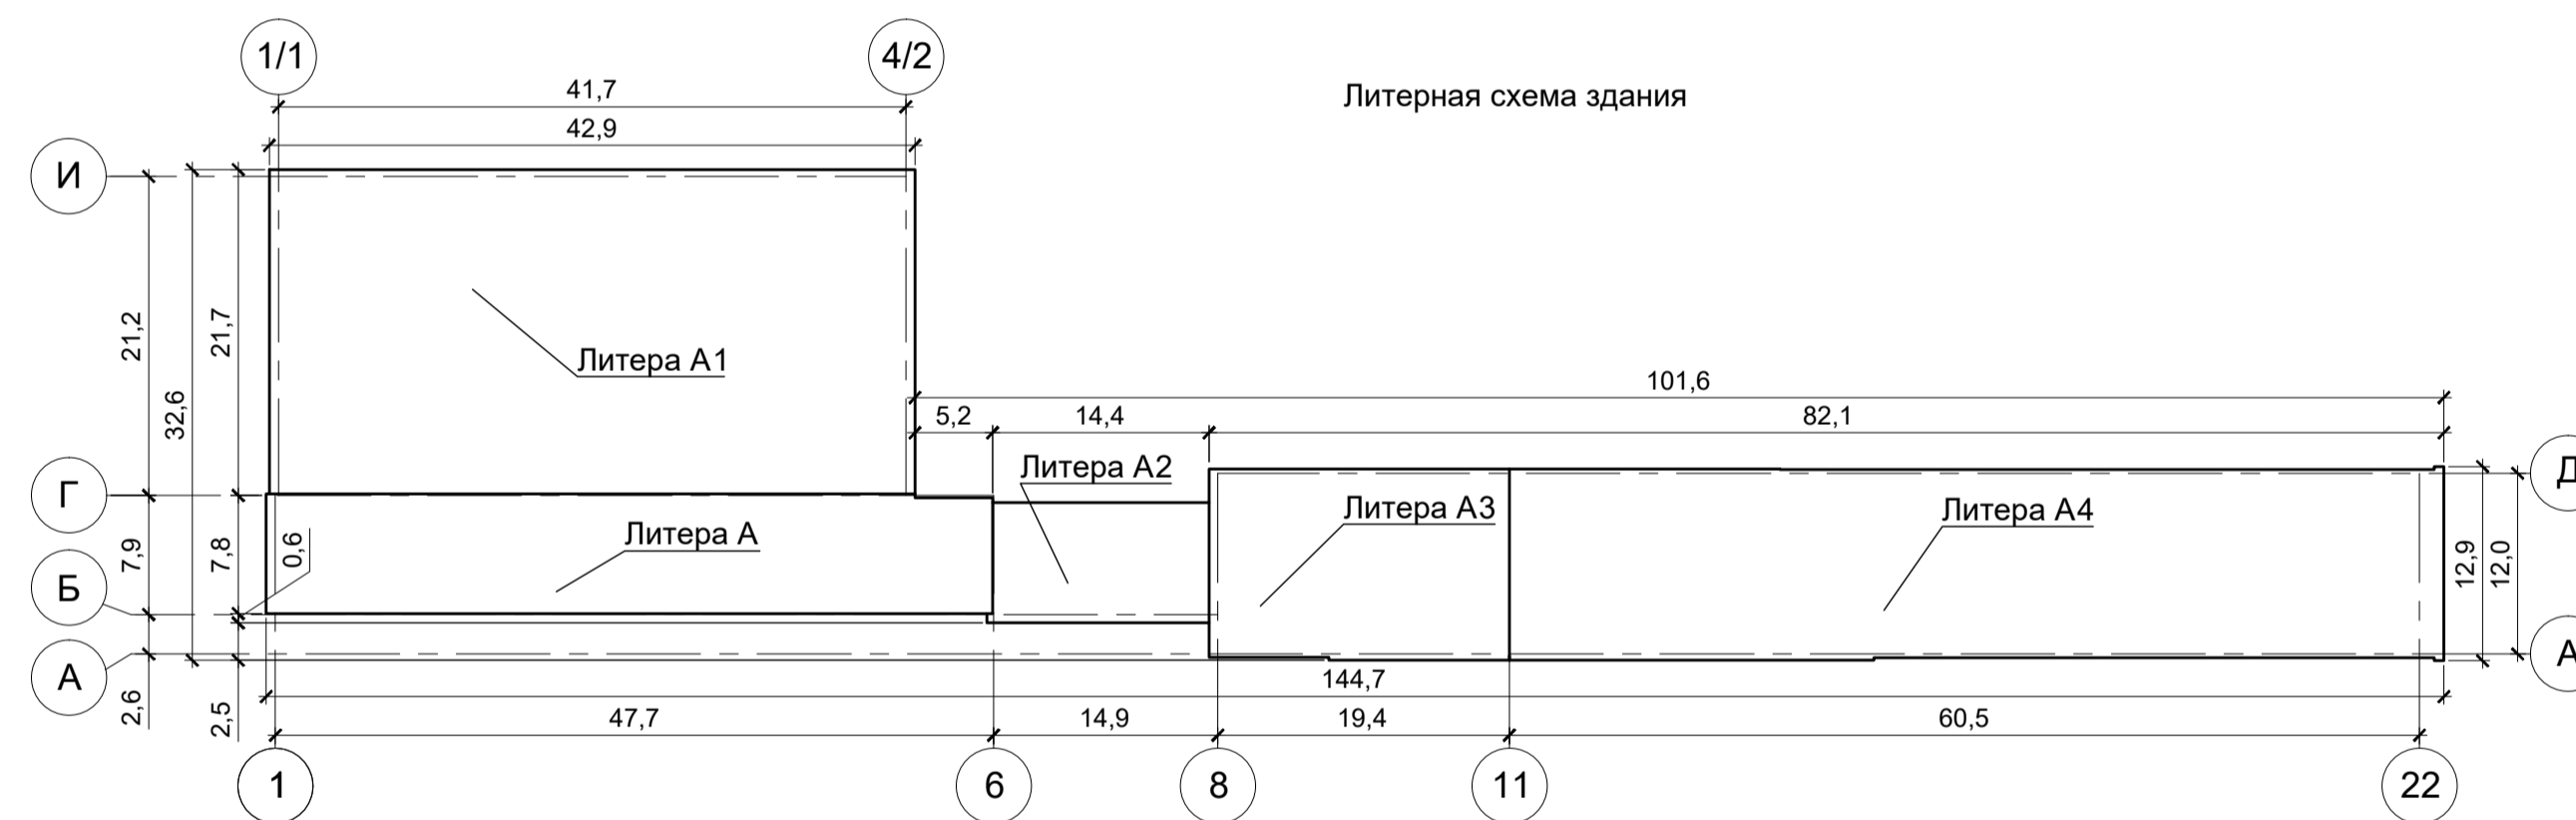 1/1
4/2
41,7
Литерная схема здания
42,9
И
21,2
21,7
32,6
Литера А1
101,6
5,2
14,4
82,1
Литера А2
Г
Литера А3
Литера А4
Д
Литера А
0,6
7,9
7,8
12,9
12,0
Б
А
А
2,6
2,5
144,7
47,7
14,9
19,4
60,5
1
6
8
11
22